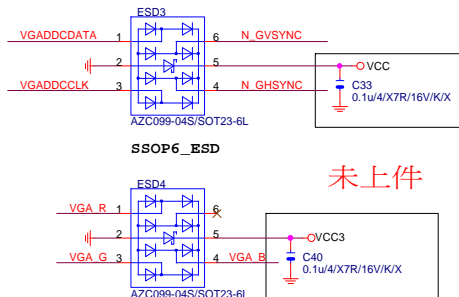 ESD3
VGADDCDATA 1 6 N_GVSYNC
2 5 VCC
VGADDCCLK 3 4 N_GHSYNC
C33
0.1u/4/X7R/16V/K/X
AZC099-04S/SOT23-6L
SSOP6_ESD
未上件
ESD4
VGA_R 1 6
2 5 VCC3
VGA_G 3 4 VGA_B
C40
0.1u/4/X7R/16V/K/X
AZC099-04S/SOT23-6L